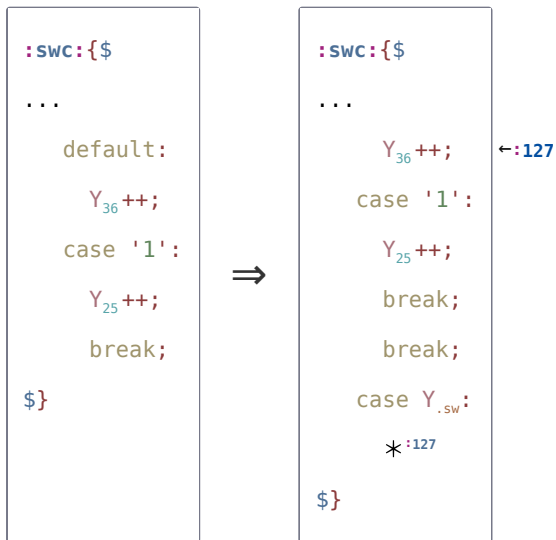 :swc:{$
...
default:
Y36++;
case '1':
Y25++;
break;
$}
⇒
:swc:{$
...
Y36++; ←:127
case '1':
Y25++;
break;
break;
case Y.sw:
*:127
$}